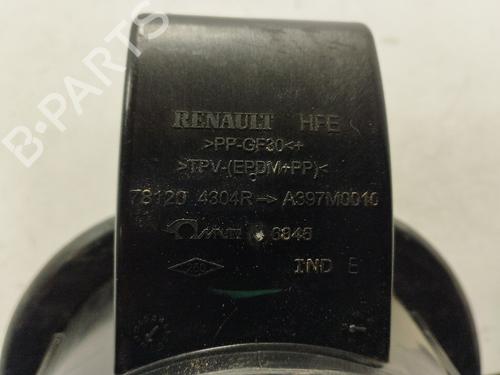 RENAULT HFE
>PP-GF30<+
>TPV-(EPDM+PP)<
78120 4304R->A397M0010
6846
IND E
B-PARTS